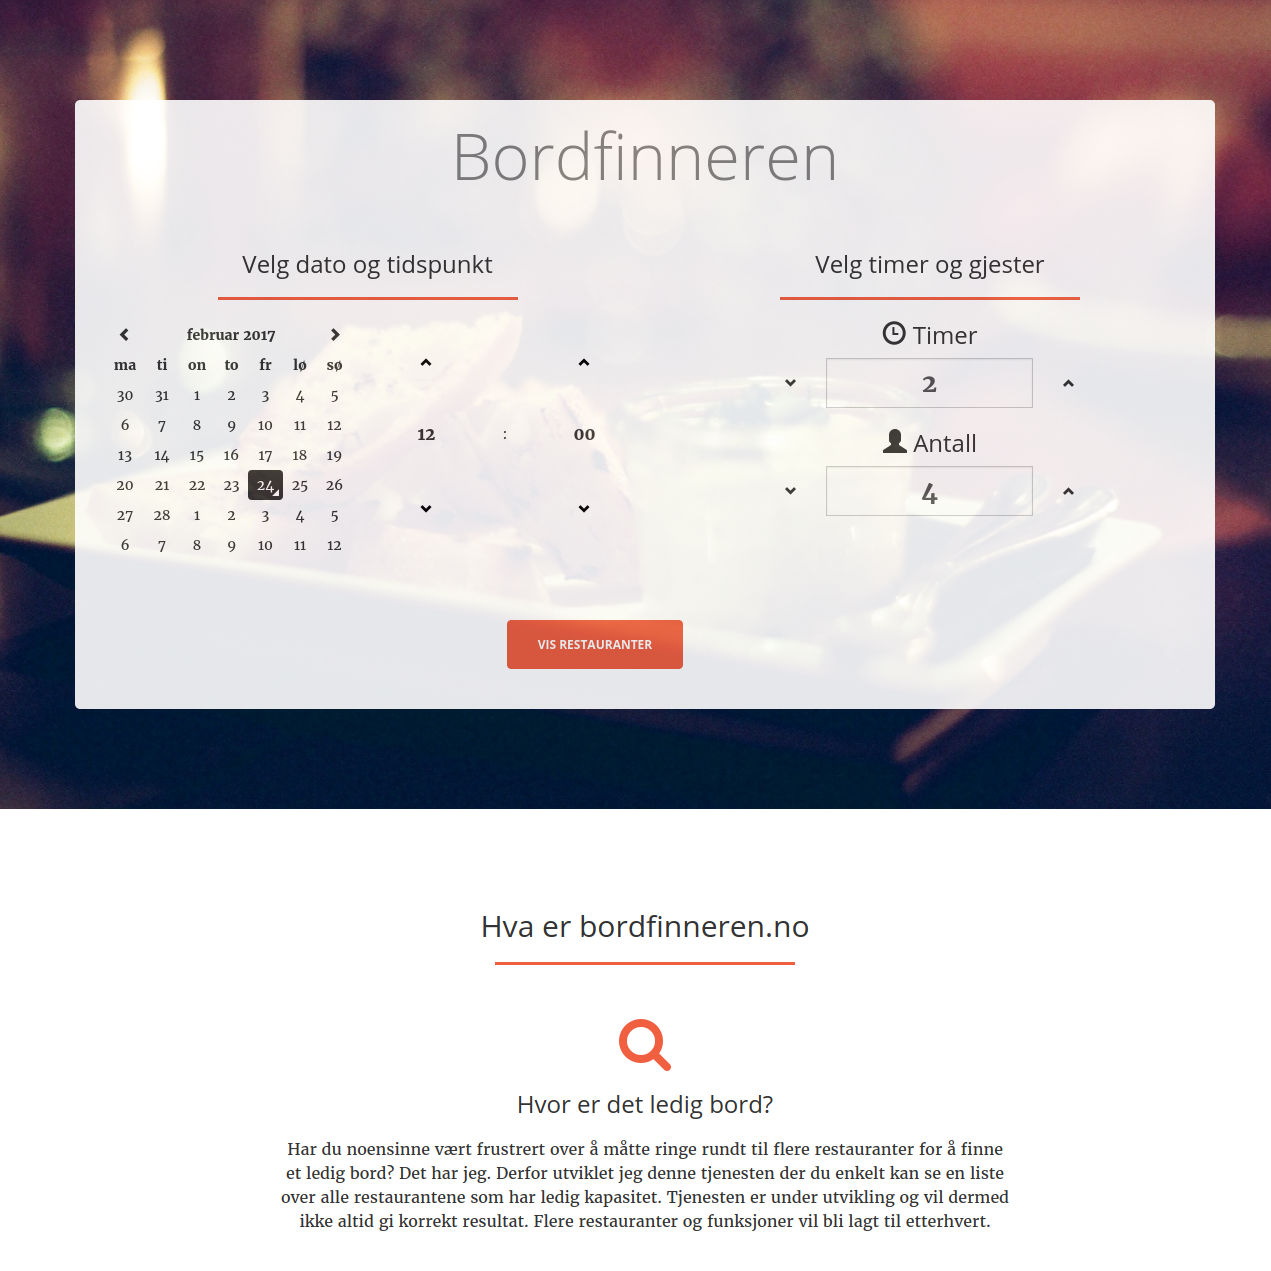 Bordfinneren
Velg dato og tidspunkt
februar 2017
ma ti on to fr lø sø
30 31 1 2 3 4 5
6 7 8 9 10 11 12
13 14 15 16 17 18 19
20 21 22 23 24 25 26
27 28 1 2 3 4 5
6 7 8 9 10 11 12
12 : 00
Velg timer og gjester
Timer
2
Antall
4
VIS RESTAURANTER
Hva er bordfinneren.no
Hvor er det ledig bord?
Har du noensinne vært frustrert over å måtte ringe rundt til flere restauranter for å finne
et ledig bord? Det har jeg. Derfor utviklet jeg denne tjenesten der du enkelt kan se en liste
over alle restaurantene som har ledig kapasitet. Tjenesten er under utvikling og vil dermed
ikke altid gi korrekt resultat. Flere restauranter og funksjoner vil bli lagt til etterhvert.